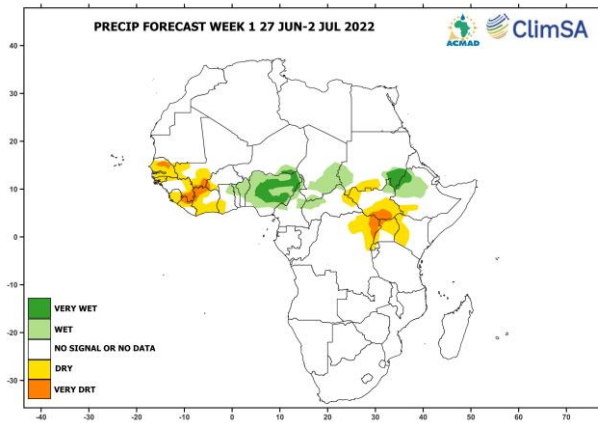 PRECIP FORECAST WEEK 1 27 JUN-2 JUL 2022
ACMAD
ClimSA
40
30
20
10
0
-10
-20
-30
VERY WET
WET
NO SIGNAL OR NO DATA
DRY
VERY DRT
-40 -30 -20 -10 0 10 20 30 40 50 60 70